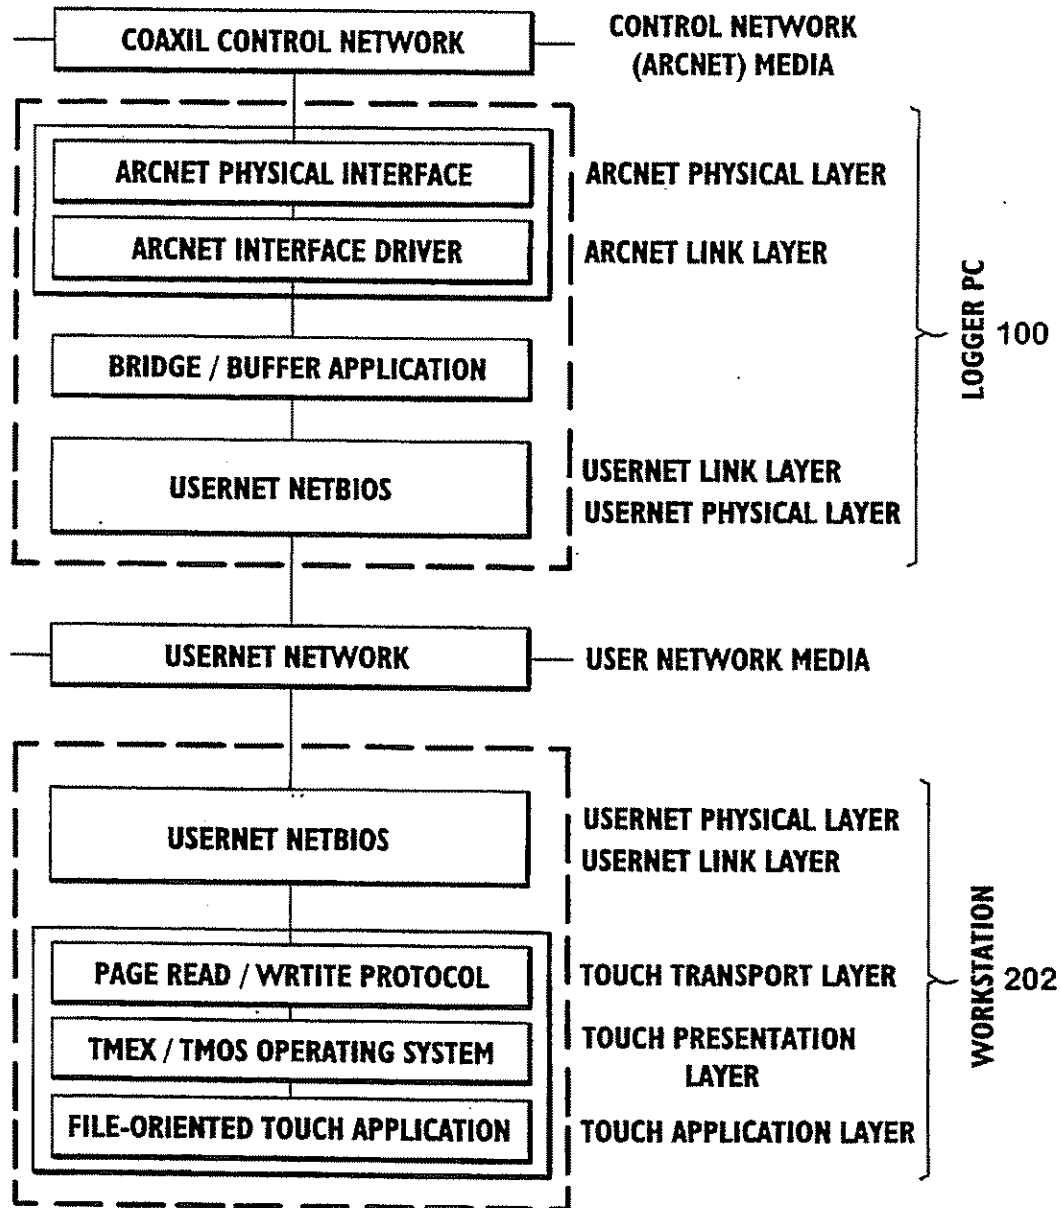 COAXIL CONTROL NETWORK
CONTROL NETWORK
(ARCNET) MEDIA
ARCNET PHYSICAL INTERFACE
ARCNET PHYSICAL LAYER
ARCNET INTERFACE DRIVER
ARCNET LINK LAYER
BRIDGE / BUFFER APPLICATION
LOGGER PC 100
USERNET NETBIOS
USERNET LINK LAYER
USERNET PHYSICAL LAYER
USERNET NETWORK
USER NETWORK MEDIA
USERNET NETBIOS
USERNET PHYSICAL LAYER
USERNET LINK LAYER
PAGE READ / WRTITE PROTOCOL
TOUCH TRANSPORT LAYER
WORKSTATION 202
TMEX / TMOS OPERATING SYSTEM
TOUCH PRESENTATION
LAYER
FILE-ORIENTED TOUCH APPLICATION
TOUCH APPLICATION LAYER